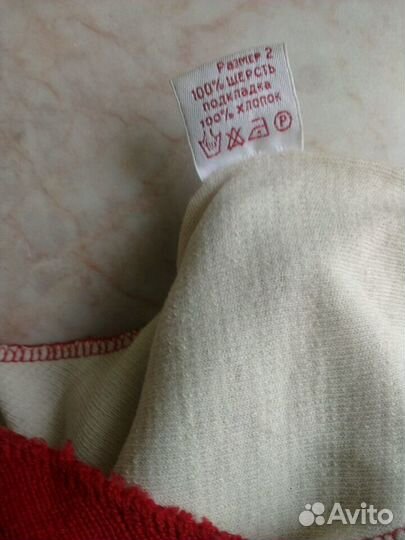 Размер 2
100% ШЕРСТЬ
ПОДКЛАДКА
100% ХЛОПОК
P
Avito